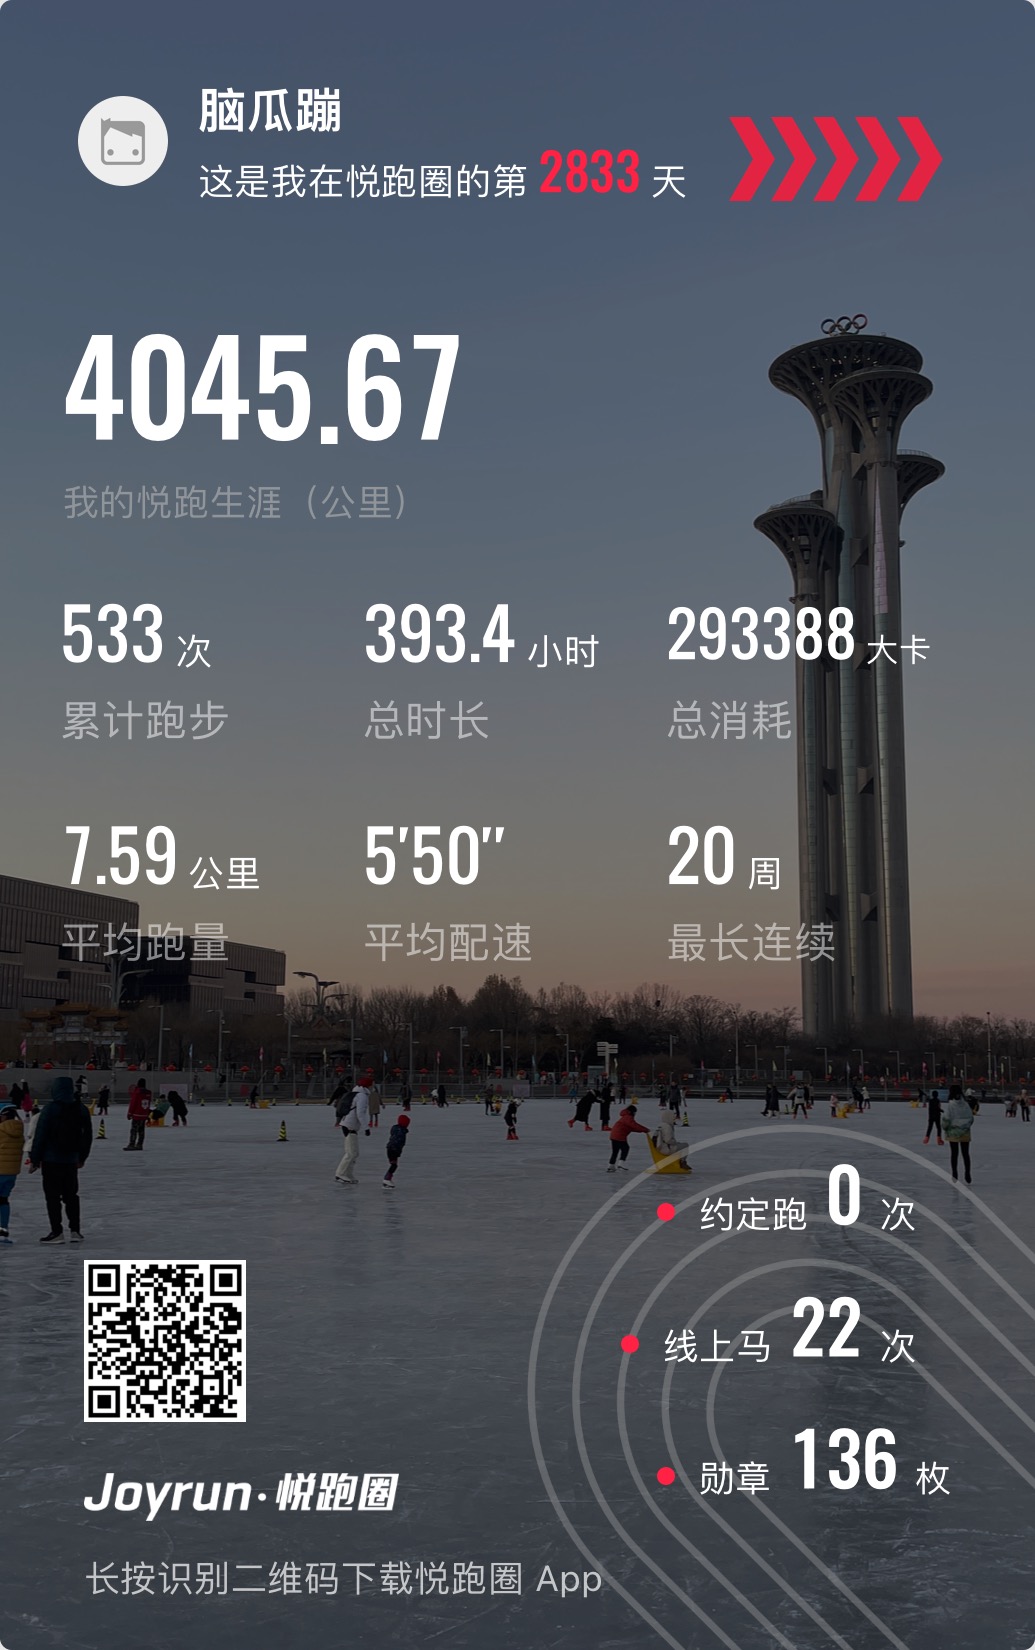 脑瓜蹦
这是我在悦跑圈的第 2833 天
4045.67
我的悦跑生涯（公里）
533 次
累计跑步
393.4 小时
总时长
293388 大卡
总消耗
7.59 公里
平均跑量
5'50"
平均配速
20 周
最长连续
约定跑 0 次
线上马 22 次
勋章 136 枚
Joyrun·悦跑圈
长按识别二维码下载悦跑圈 App